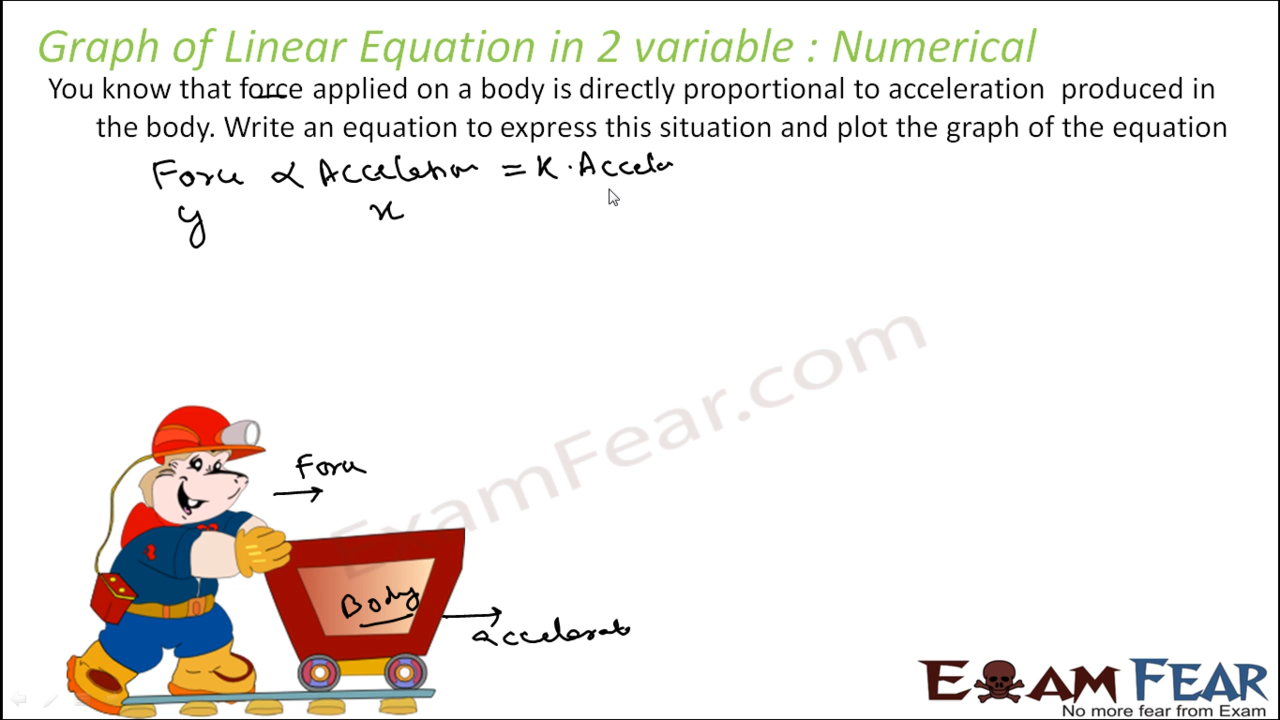 Graph of Linear Equation in 2 variable : Numerical
You know that force applied on a body is directly proportional to acceleration produced in
the body. Write an equation to express this situation and plot the graph of the equation
Force ∝ Acceleration = K . Accela
y x
ExamFear.com
Force
Body
accelerat
EXAM FEAR
No more fear from Exam